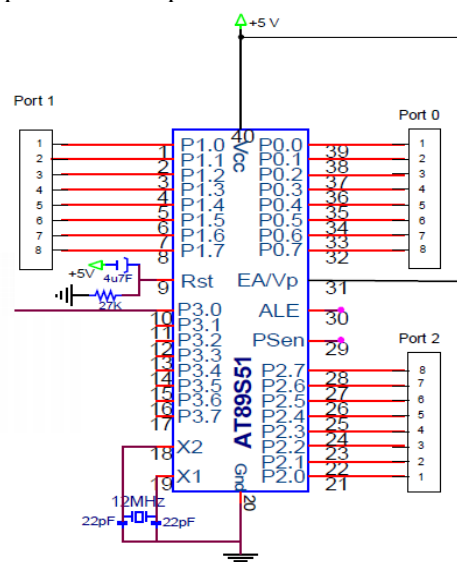 +5 V
Port 1
Port 0
40
Vcc
1 P1.0 P0.0 1
2 1 P1.1 P0.1 39 2
3 2 P1.2 P0.2 38 3
4 3 P1.3 P0.3 37 4
5 4 P1.4 P0.4 36 5
6 5 P1.5 P0.5 35 6
7 6 P1.6 P0.6 34 7
8 7 P1.7 P0.7 33 8
8 32
+5V 4u7F
9 Rst EA/Vp 31
27K
P3.0 ALE 30
10 P3.1
11 P3.2 PSen 29
12 P3.3 Port 2
13 P3.4 P2.7 8
14 P3.5 P2.6 28 7
15 P3.6 P2.5 27 6
16 P3.7 P2.4 26 5
17 P2.3 25 4
X2 P2.2 24 3
18 P2.1 23 2
X1 P2.0 22 1
19 21
AT89S51
Gnd
20
12MHz
22pF 22pF